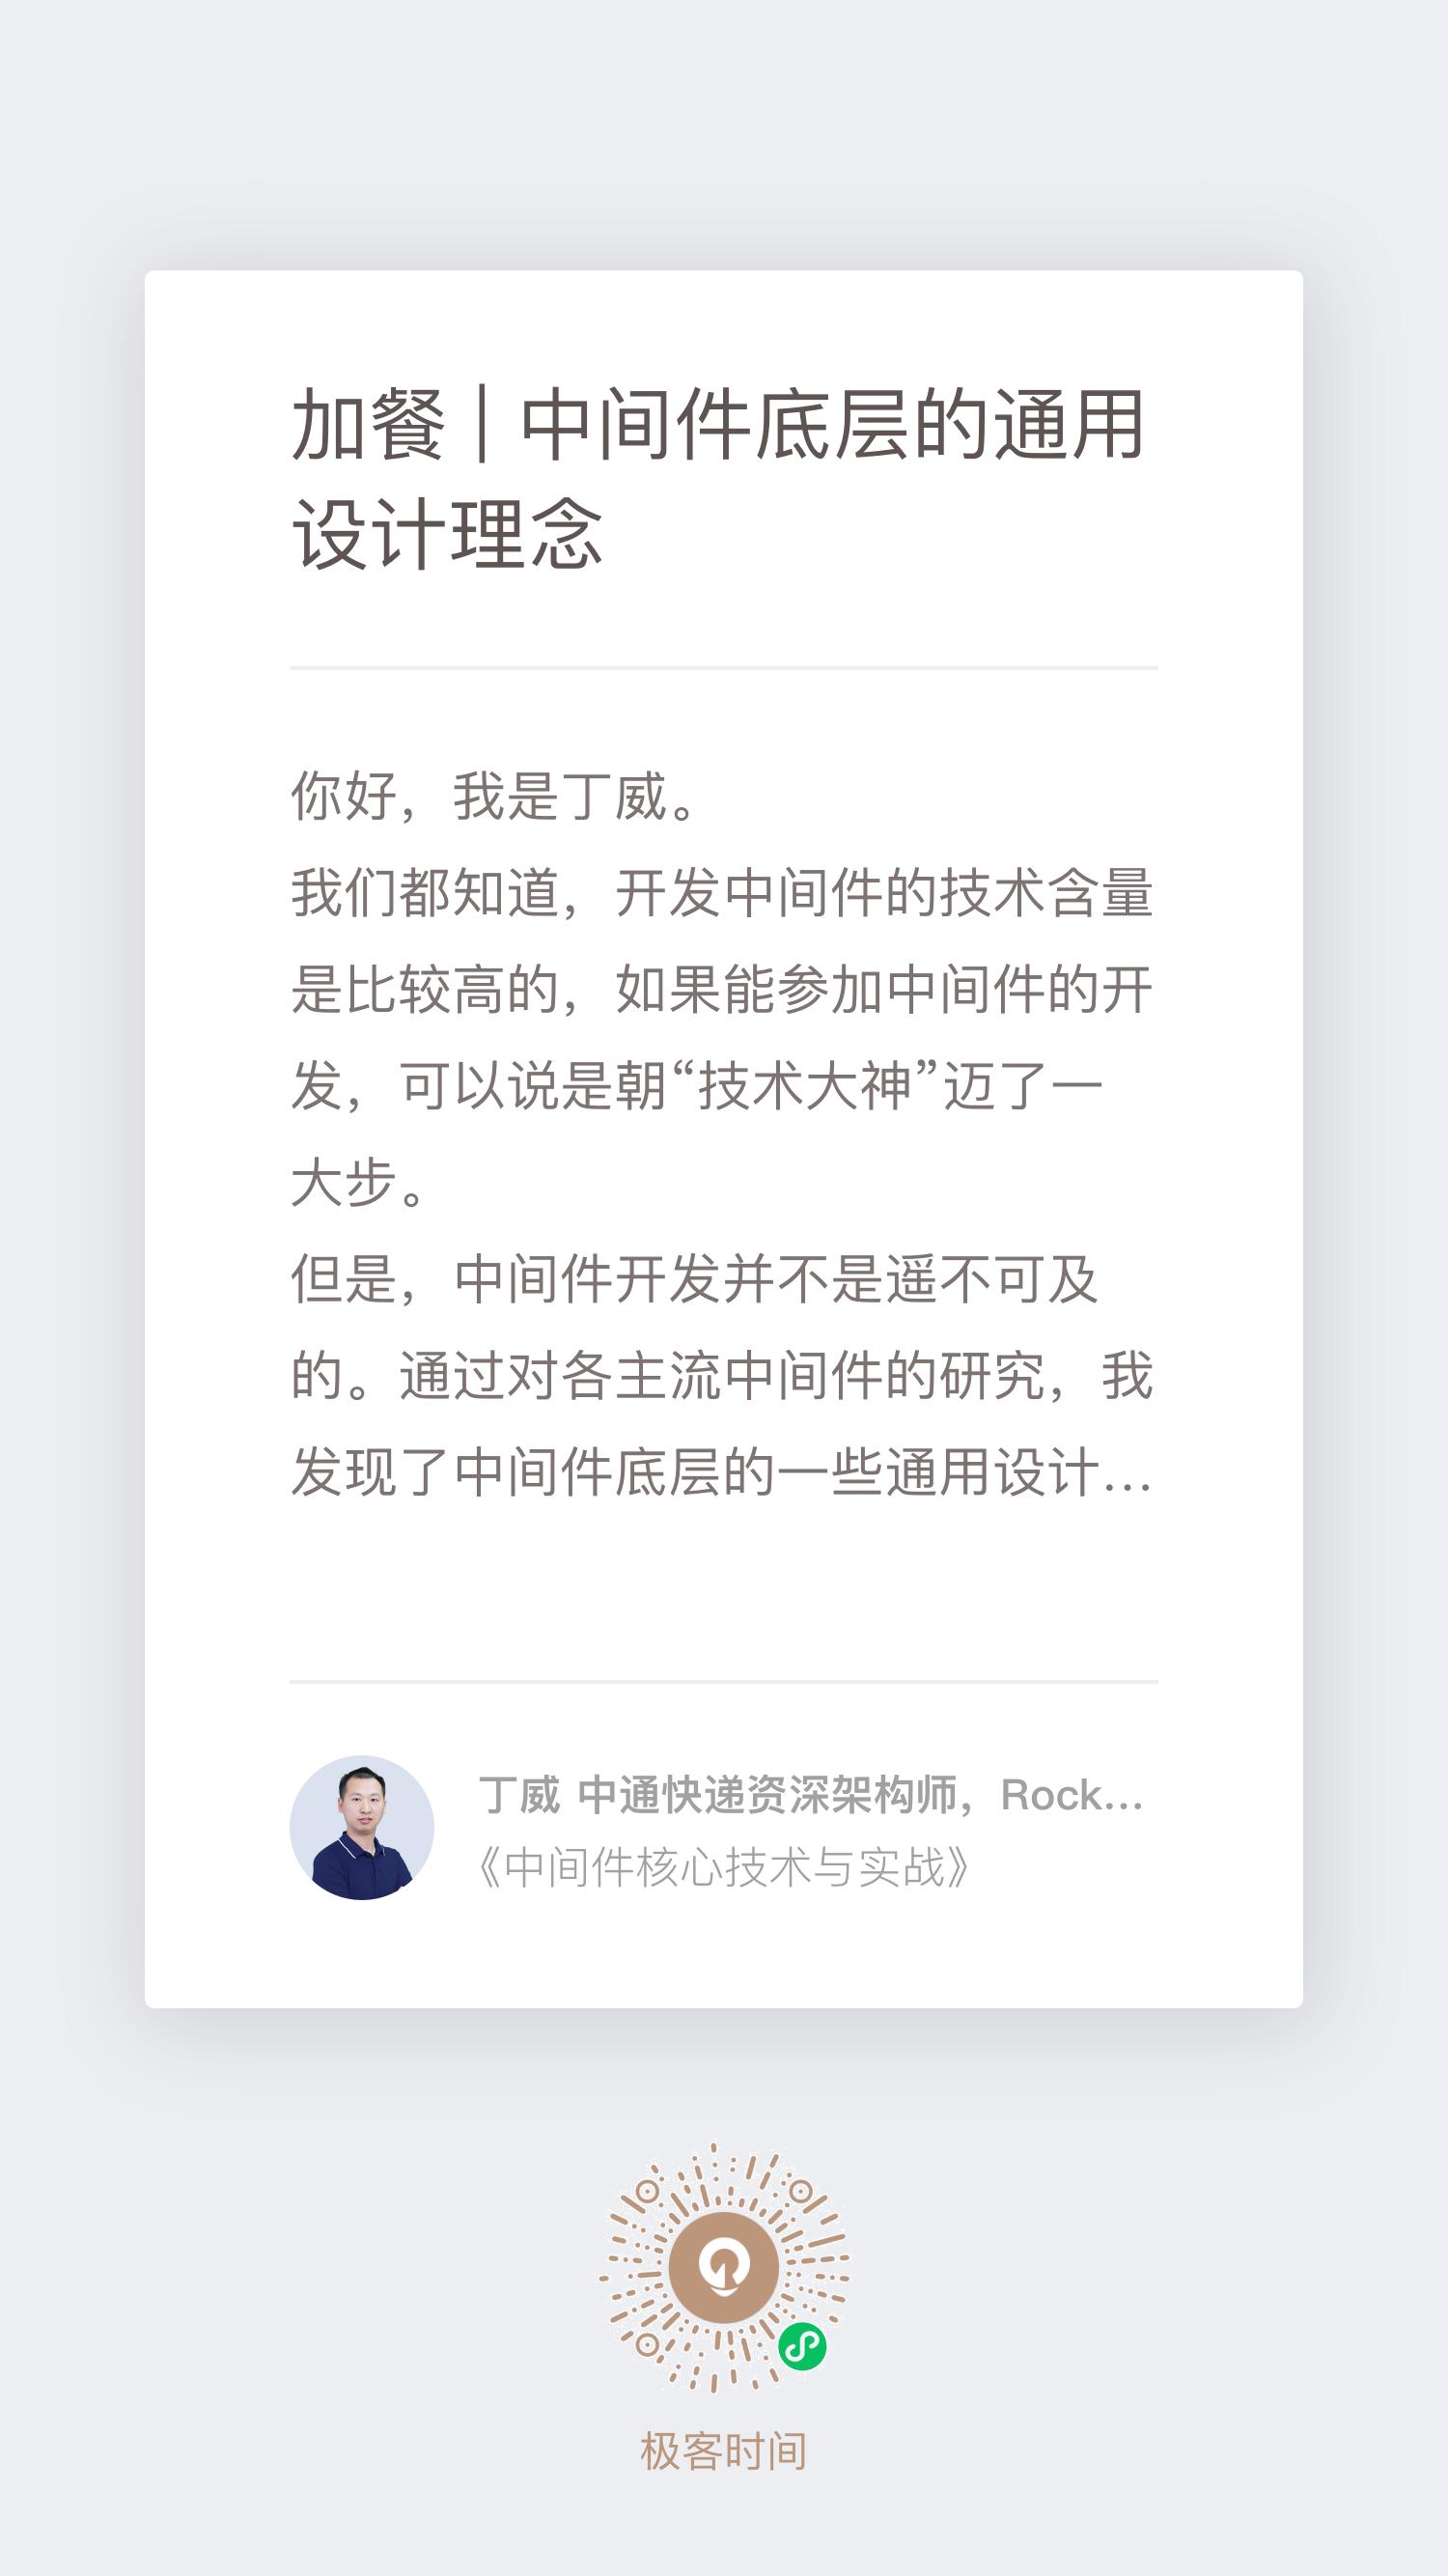 加餐 | 中间件底层的通用
设计理念
你好，我是丁威。
我们都知道，开发中间件的技术含量
是比较高的，如果能参加中间件的开
发，可以说是朝“技术大神”迈了一
大步。
但是，中间件开发并不是遥不可及
的。通过对各主流中间件的研究，我
发现了中间件底层的一些通用设计...
丁威 中通快递资深架构师，Rock...
《中间件核心技术与实战》
极客时间